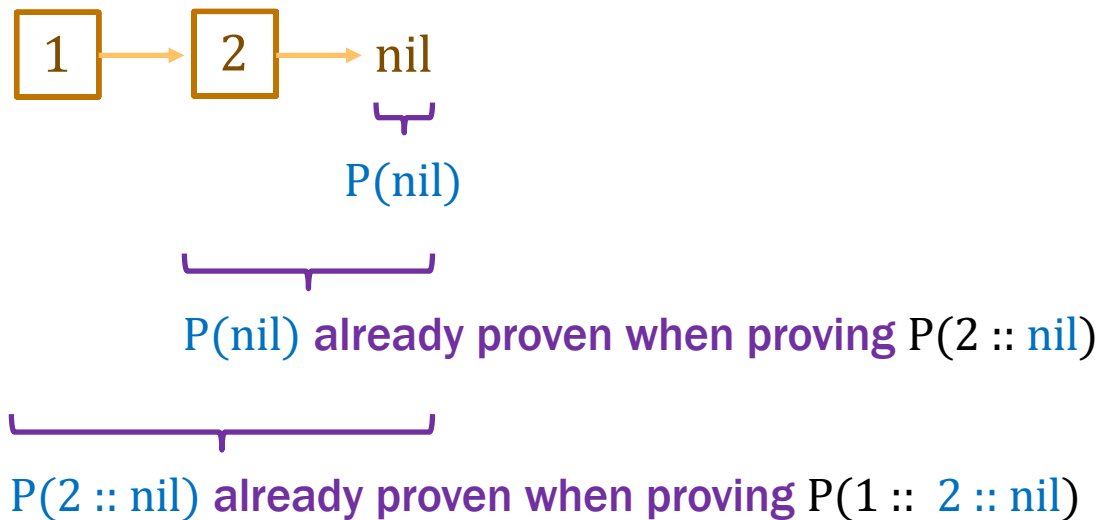 1 2 nil
P(nil)
P(nil) already proven when proving P(2 :: nil)
P(2 :: nil) already proven when proving P(1 :: 2 :: nil)